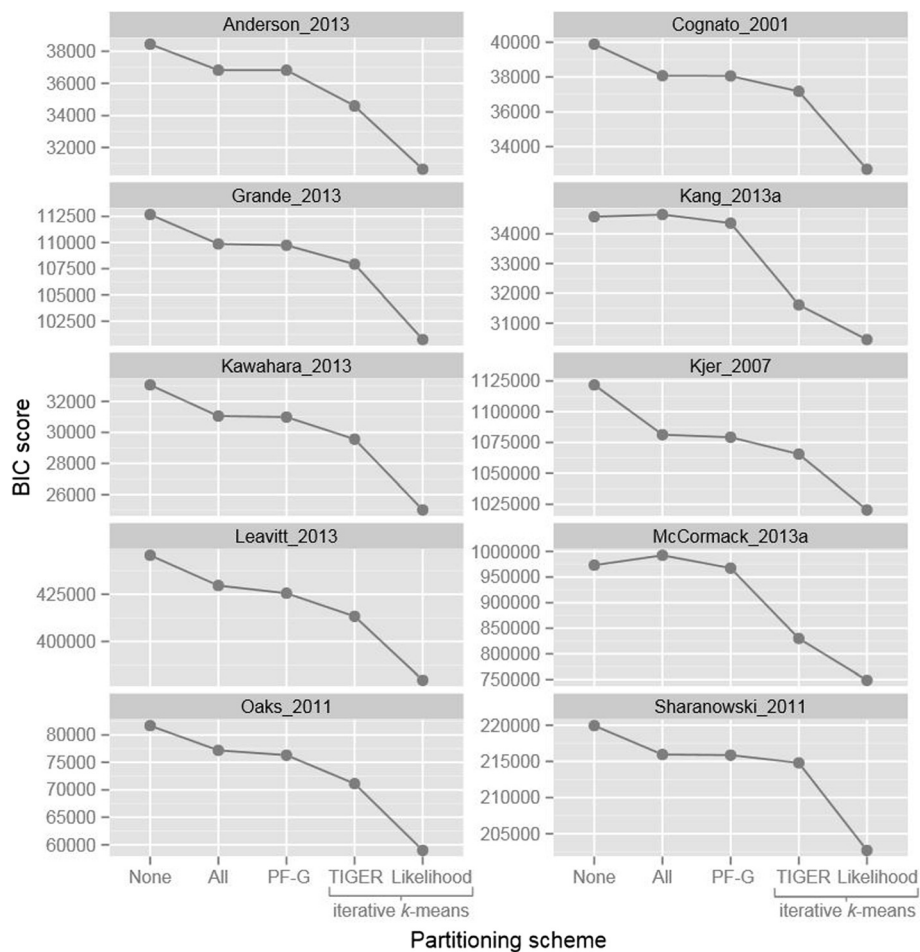 Anderson_2013
Cognato_2001
38000
36000
34000
32000
40000
38000
36000
34000
Grande_2013
Kang_2013a
112500
110000
107500
105000
102500
34000
33000
32000
31000
Kawahara_2013
Kjer_2007
32000
30000
28000
26000
1125000
1100000
1075000
1050000
1025000
Leavitt_2013
McCormack_2013a
425000
400000
1000000
950000
900000
850000
800000
750000
Oaks_2011
Sharanowski_2011
80000
75000
70000
65000
60000
220000
215000
210000
205000
BIC score
None All PF-G TIGER Likelihood
iterative k-means
None All PF-G TIGER Likelihood
iterative k-means
Partitioning scheme